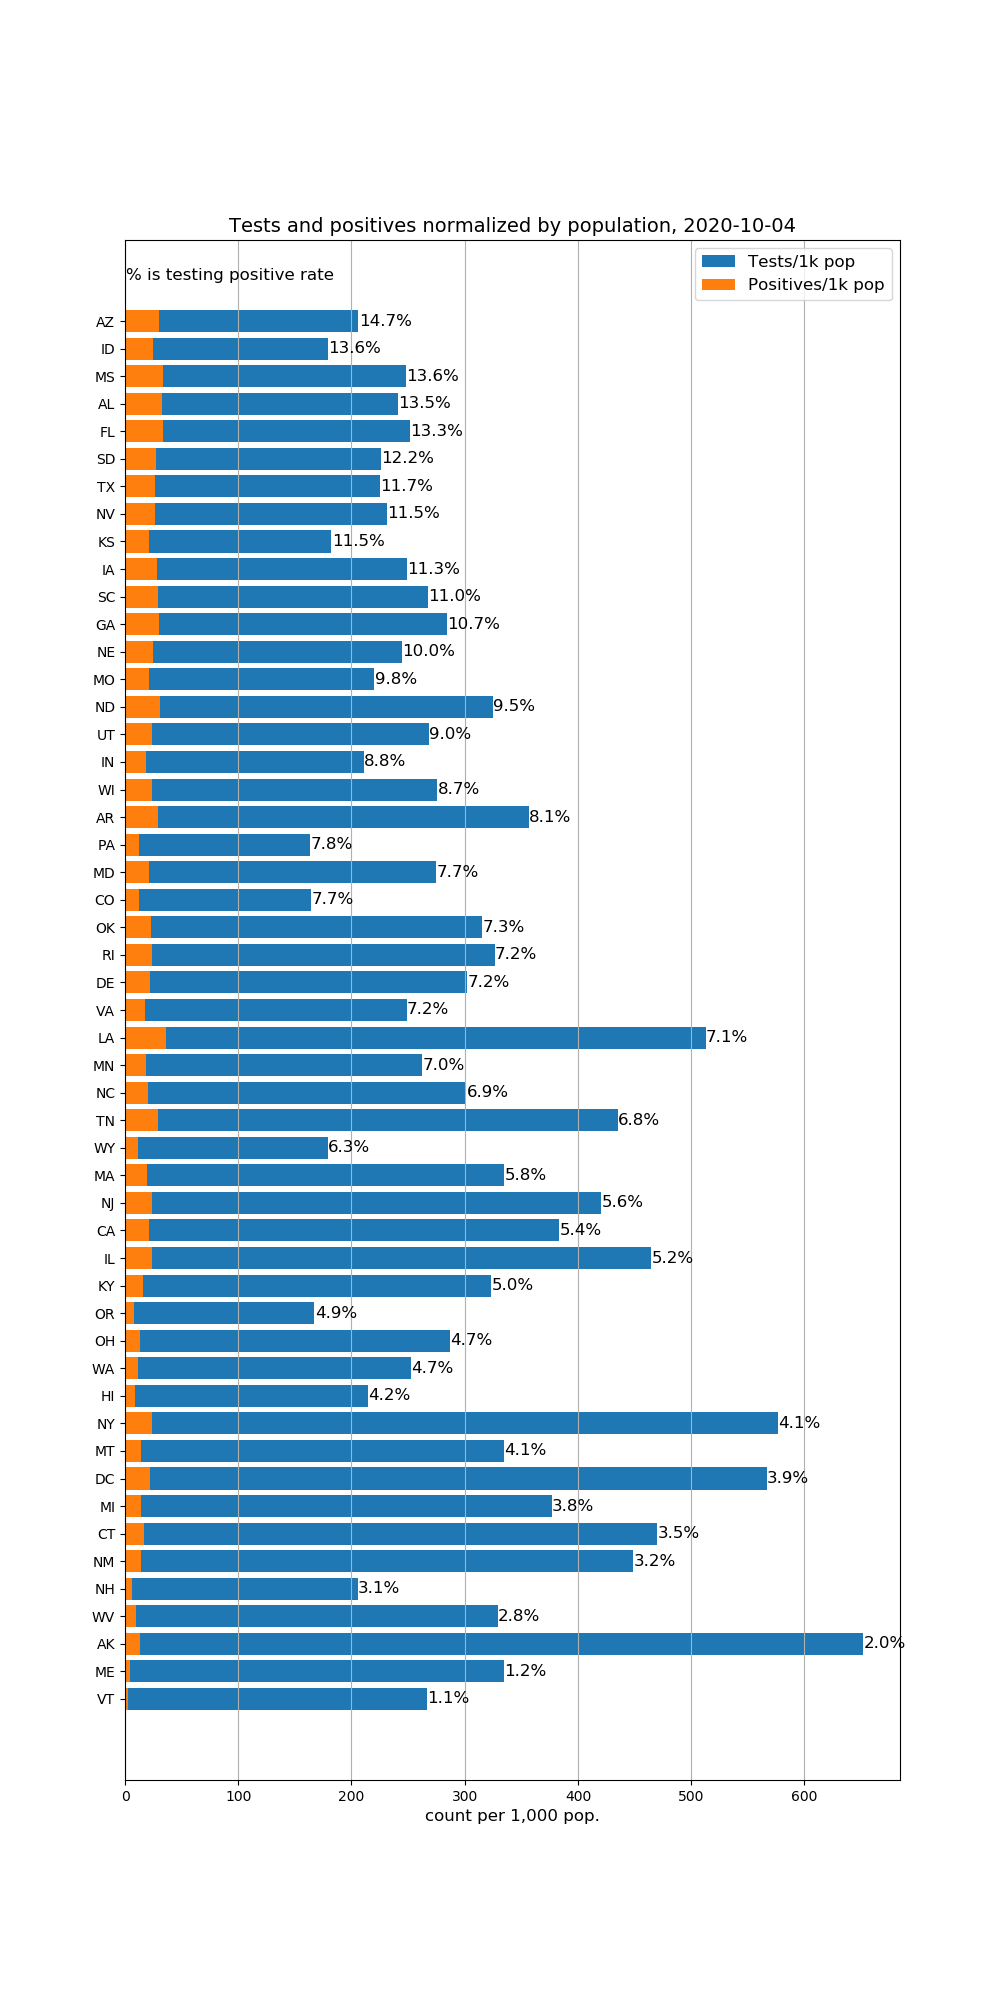 Tests and positives normalized by population, 2020-10-04
% is testing positive rate
Tests/1k pop
Positives/1k pop
AZ 14.7%
ID 13.6%
MS 13.6%
AL 13.5%
FL 13.3%
SD 12.2%
TX 11.7%
NV 11.5%
KS 11.5%
IA 11.3%
SC 11.0%
GA 10.7%
NE 10.0%
MO 9.8%
ND 9.5%
UT 9.0%
IN 8.8%
WI 8.7%
AR 8.1%
PA 7.8%
MD 7.7%
CO 7.7%
OK 7.3%
RI 7.2%
DE 7.2%
VA 7.2%
LA 7.1%
MN 7.0%
NC 6.9%
TN 6.8%
WY 6.3%
MA 5.8%
NJ 5.6%
CA 5.4%
IL 5.2%
KY 5.0%
OR 4.9%
OH 4.7%
WA 4.7%
HI 4.2%
NY 4.1%
MT 4.1%
DC 3.9%
MI 3.8%
CT 3.5%
NM 3.2%
NH 3.1%
WV 2.8%
AK 2.0%
ME 1.2%
VT 1.1%
0 100 200 300 400 500 600
count per 1,000 pop.